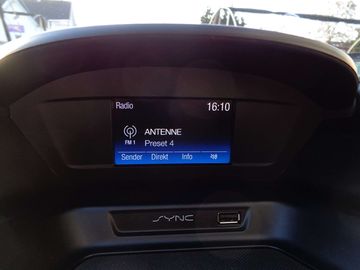 Radio 16:10
ANTENNE
FM 1 Preset 4
Sender Direkt Info
SYNC